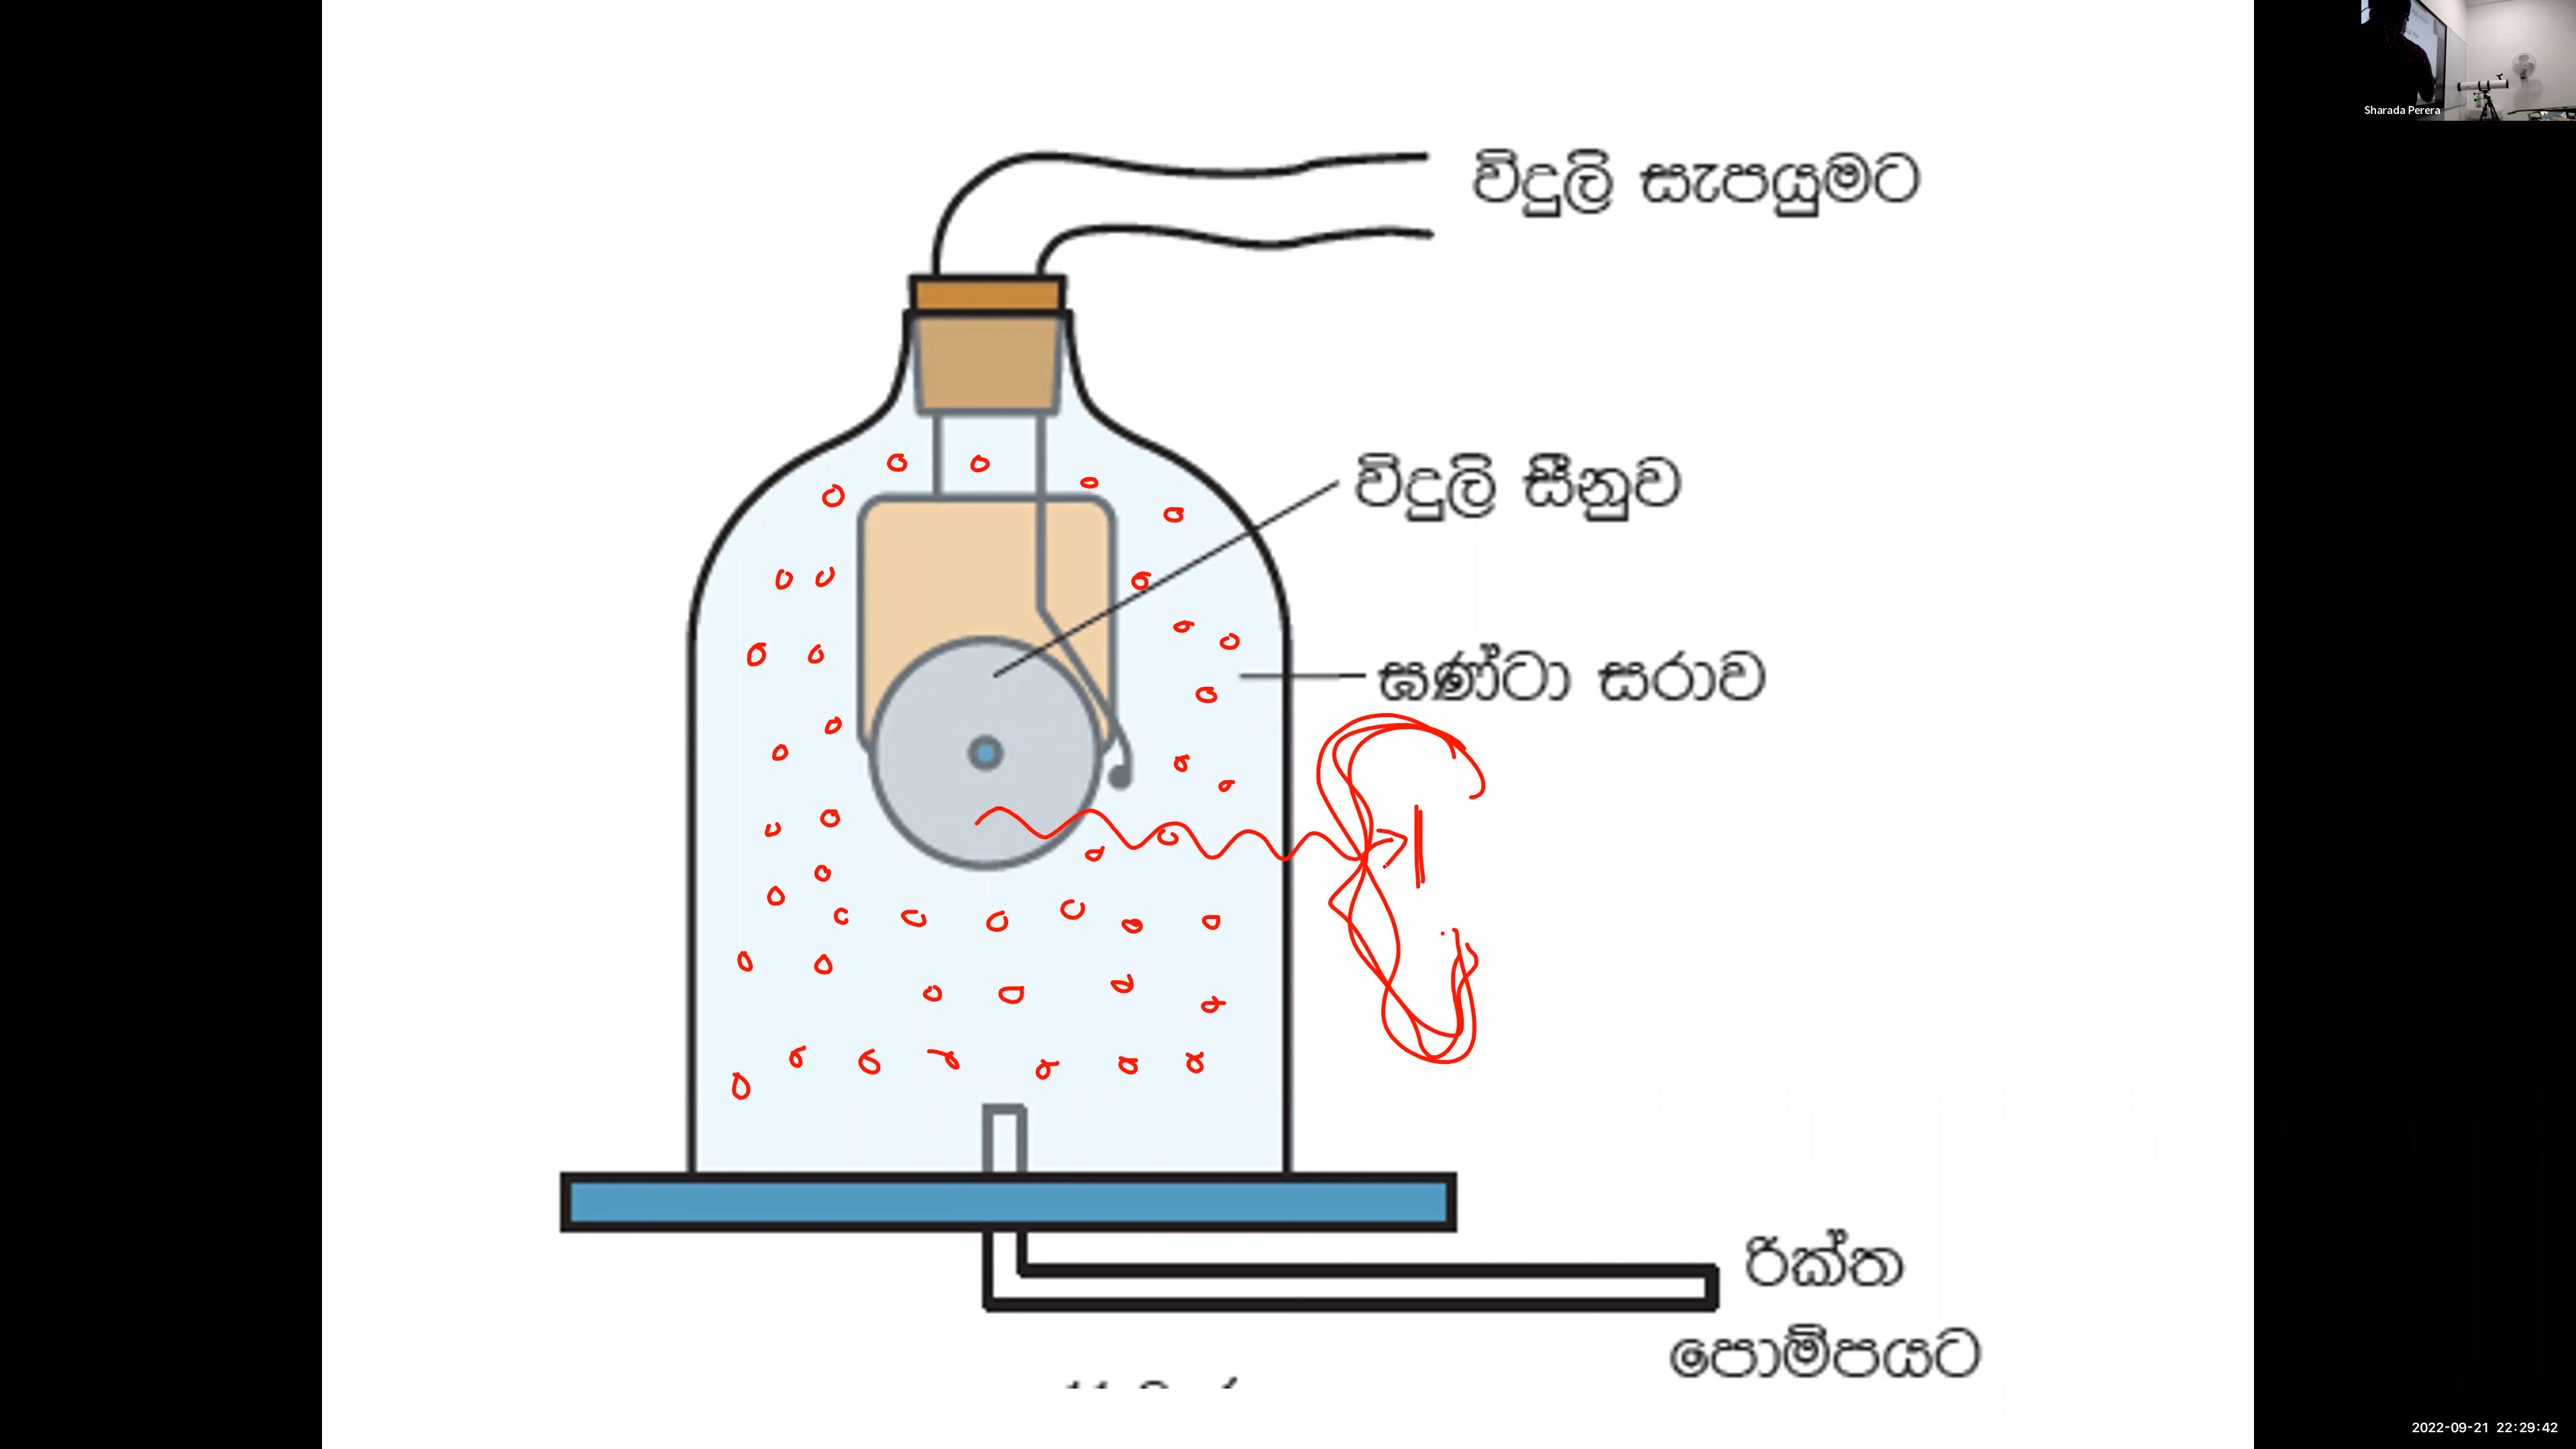 Sharada Perera
විදුලි සැපයුමට
විදුලි සීනුව
ඝණ්ටා සරාව
රික්ත
පොම්පයට
2022-09-21 22:29:42